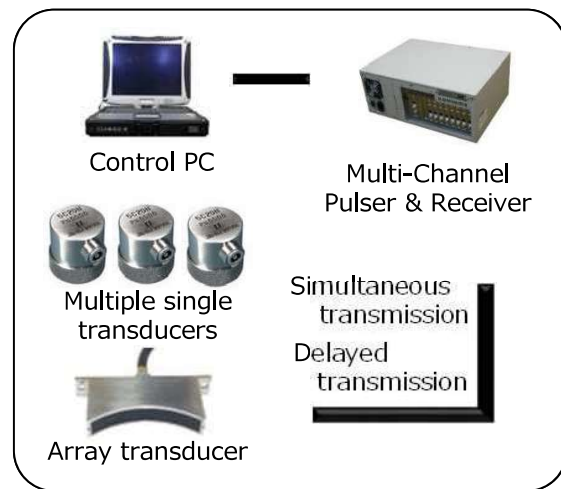 Control PC
Multi-Channel
Pulser & Receiver
Multiple single
transducers
Simultaneous
transmission
Delayed
transmission
Array transducer